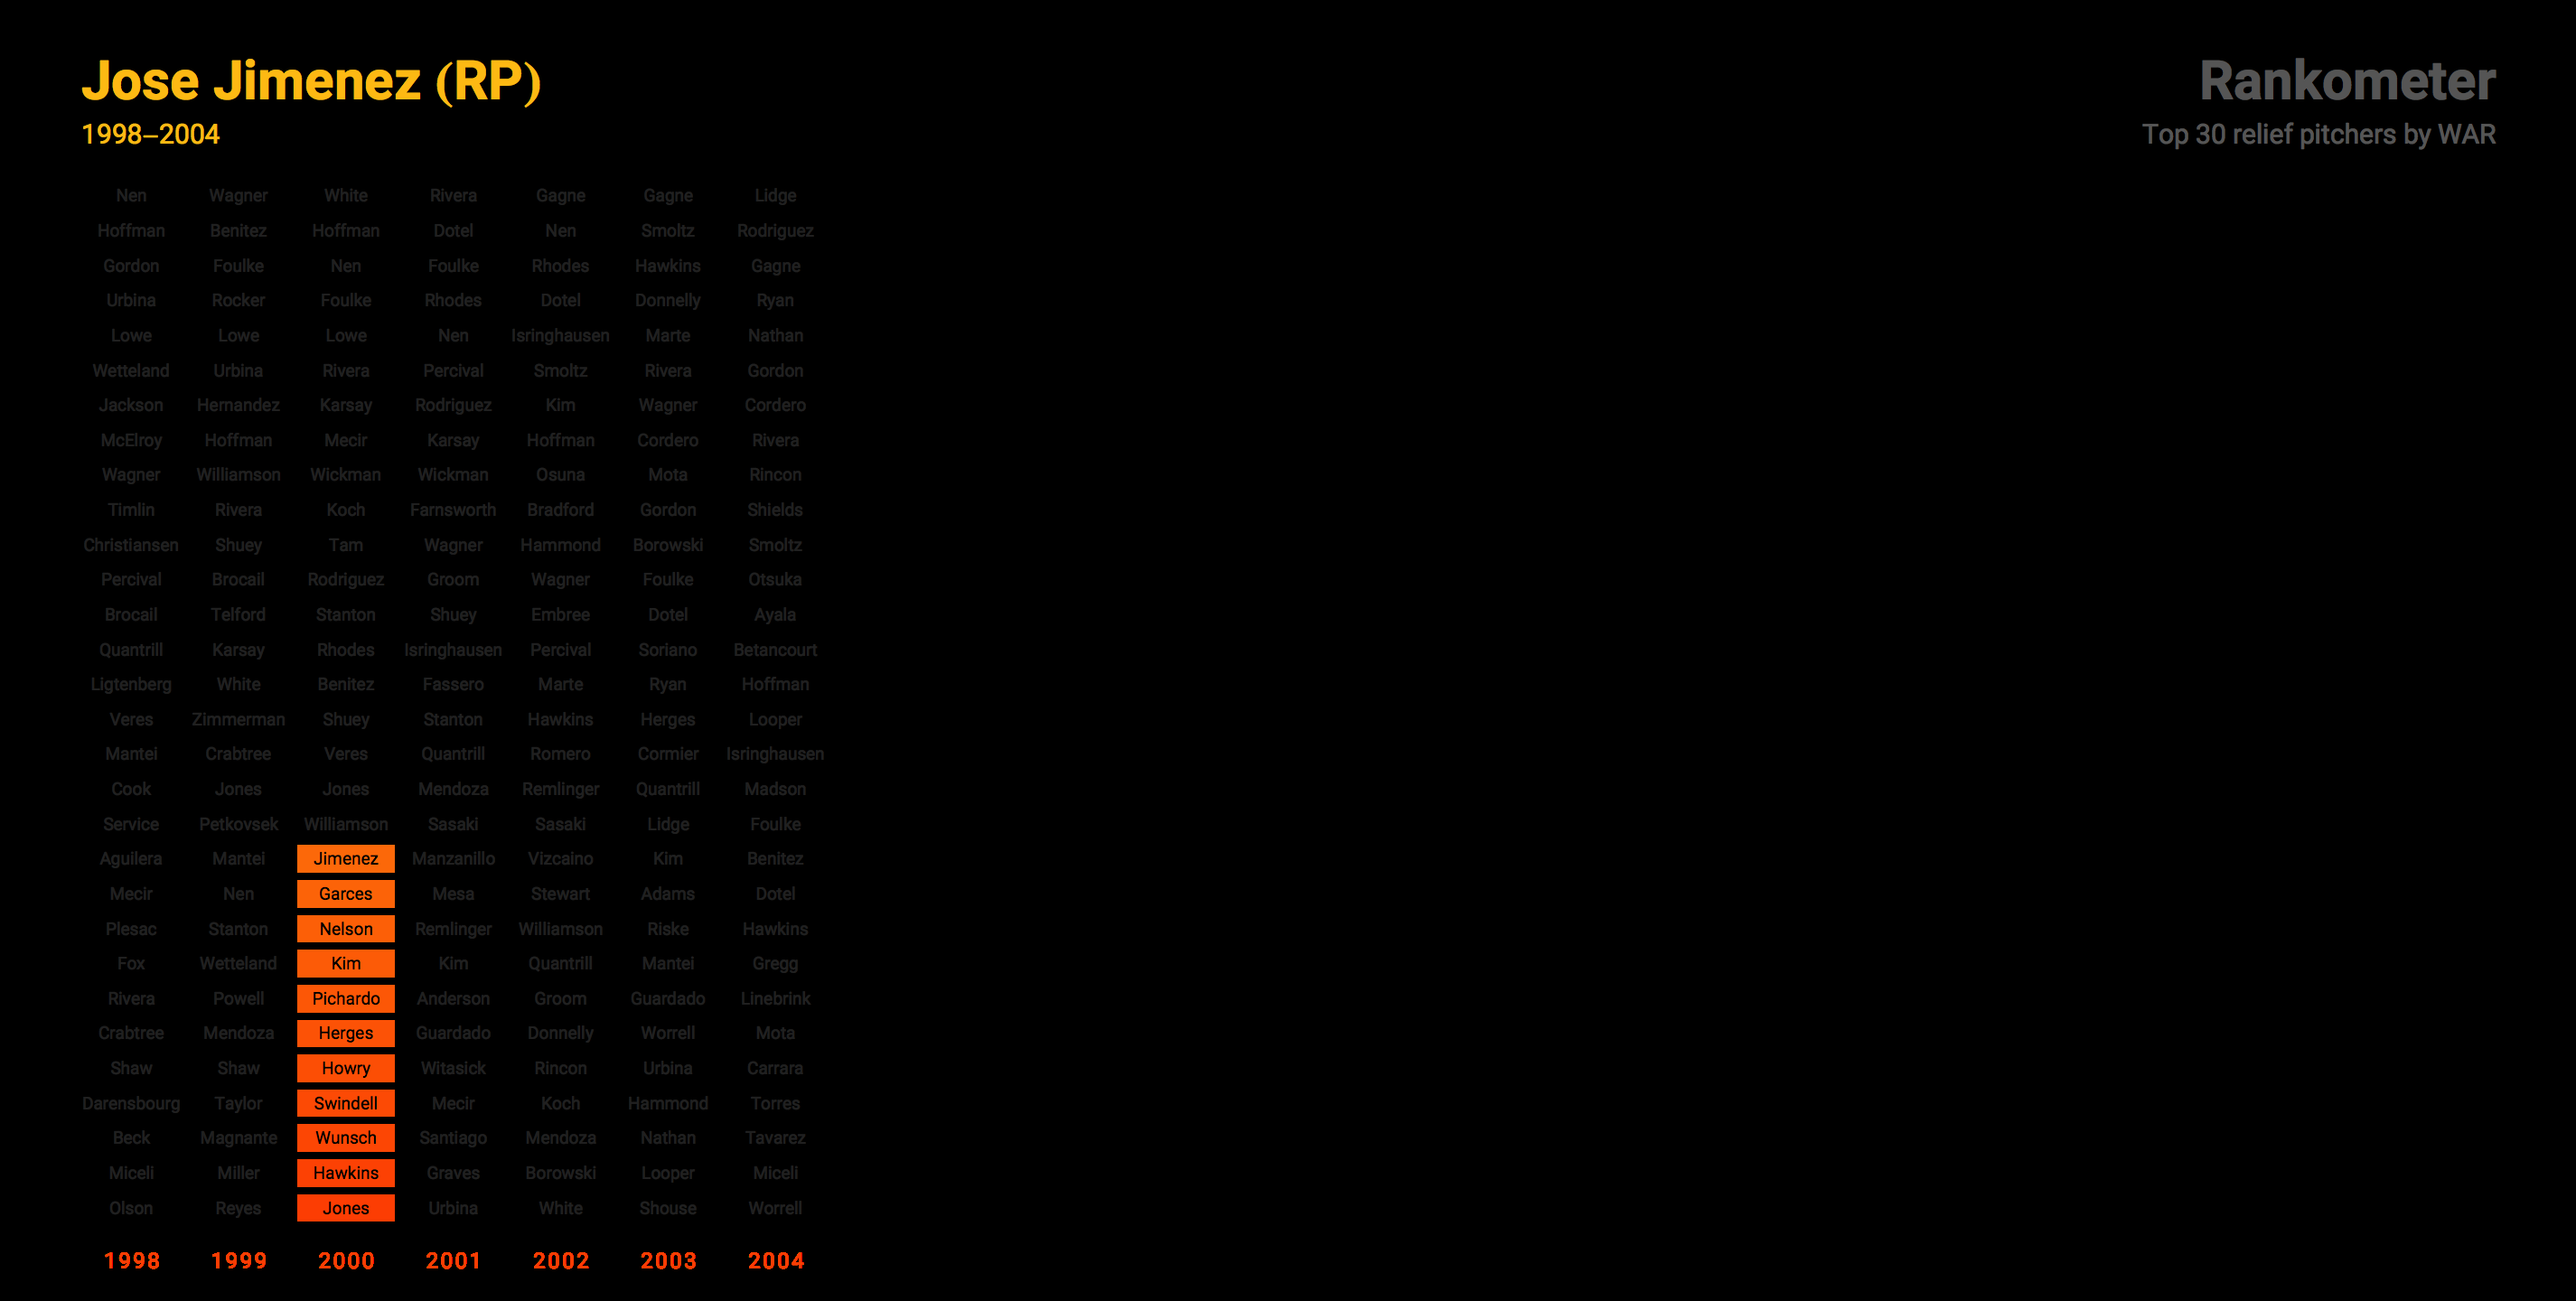 Jose Jimenez (RP)
1998–2004
Rankometer
Top 30 relief pitchers by WAR
Nen Wagner White Rivera Gagne Gagne Lidge
Hoffman Benitez Hoffman Dotel Nen Smoltz Rodriguez
Gordon Foulke Nen Foulke Rhodes Hawkins Gagne
Urbina Rocker Foulke Rhodes Dotel Donnelly Ryan
Lowe Lowe Lowe Nen Isringhausen Marte Nathan
Wetteland Urbina Rivera Percival Smoltz Rivera Gordon
Jackson Hernandez Karsay Rodriguez Kim Wagner Cordero
McElroy Hoffman Mecir Karsay Hoffman Cordero Rivera
Wagner Williamson Wickman Wickman Osuna Mota Rincon
Timlin Rivera Koch Farnsworth Bradford Gordon Shields
Christiansen Shuey Tam Wagner Hammond Borowski Smoltz
Percival Brocail Rodriguez Groom Wagner Foulke Otsuka
Brocail Telford Stanton Shuey Embree Dotel Ayala
Quantrill Karsay Rhodes Isringhausen Percival Soriano Betancourt
Ligtenberg White Benitez Fassero Marte Ryan Hoffman
Veres Zimmerman Shuey Stanton Hawkins Herges Looper
Mantei Crabtree Veres Quantrill Romero Cormier Isringhausen
Cook Jones Jones Mendoza Remlinger Quantrill Madson
Service Petkovsek Williamson Sasaki Sasaki Lidge Foulke
Aguilera Mantei Jimenez Manzanillo Vizcaino Kim Benitez
Mecir Nen Garces Mesa Stewart Adams Dotel
Plesac Stanton Nelson Remlinger Williamson Riske Hawkins
Fox Wetteland Kim Kim Quantrill Mantei Gregg
Rivera Powell Pichardo Anderson Groom Guardado Linebrink
Crabtree Mendoza Herges Guardado Donnelly Worrell Mota
Shaw Shaw Howry Witasick Rincon Urbina Carrara
Darensbourg Taylor Swindell Mecir Koch Hammond Torres
Beck Magnante Wunsch Santiago Mendoza Nathan Tavarez
Miceli Miller Hawkins Graves Borowski Looper Miceli
Olson Reyes Jones Urbina White Shouse Worrell
1998 1999 2000 2001 2002 2003 2004